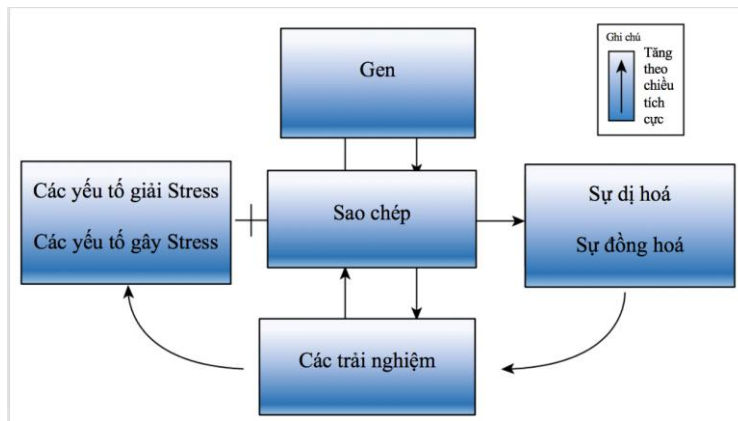 Gen
Ghi chú
Tăng
theo
chiều
tích
cực
Các yếu tố giải Stress
Các yếu tố gây Stress
Sao chép
Sự dị hoá
Sự đồng hoá
Các trải nghiệm